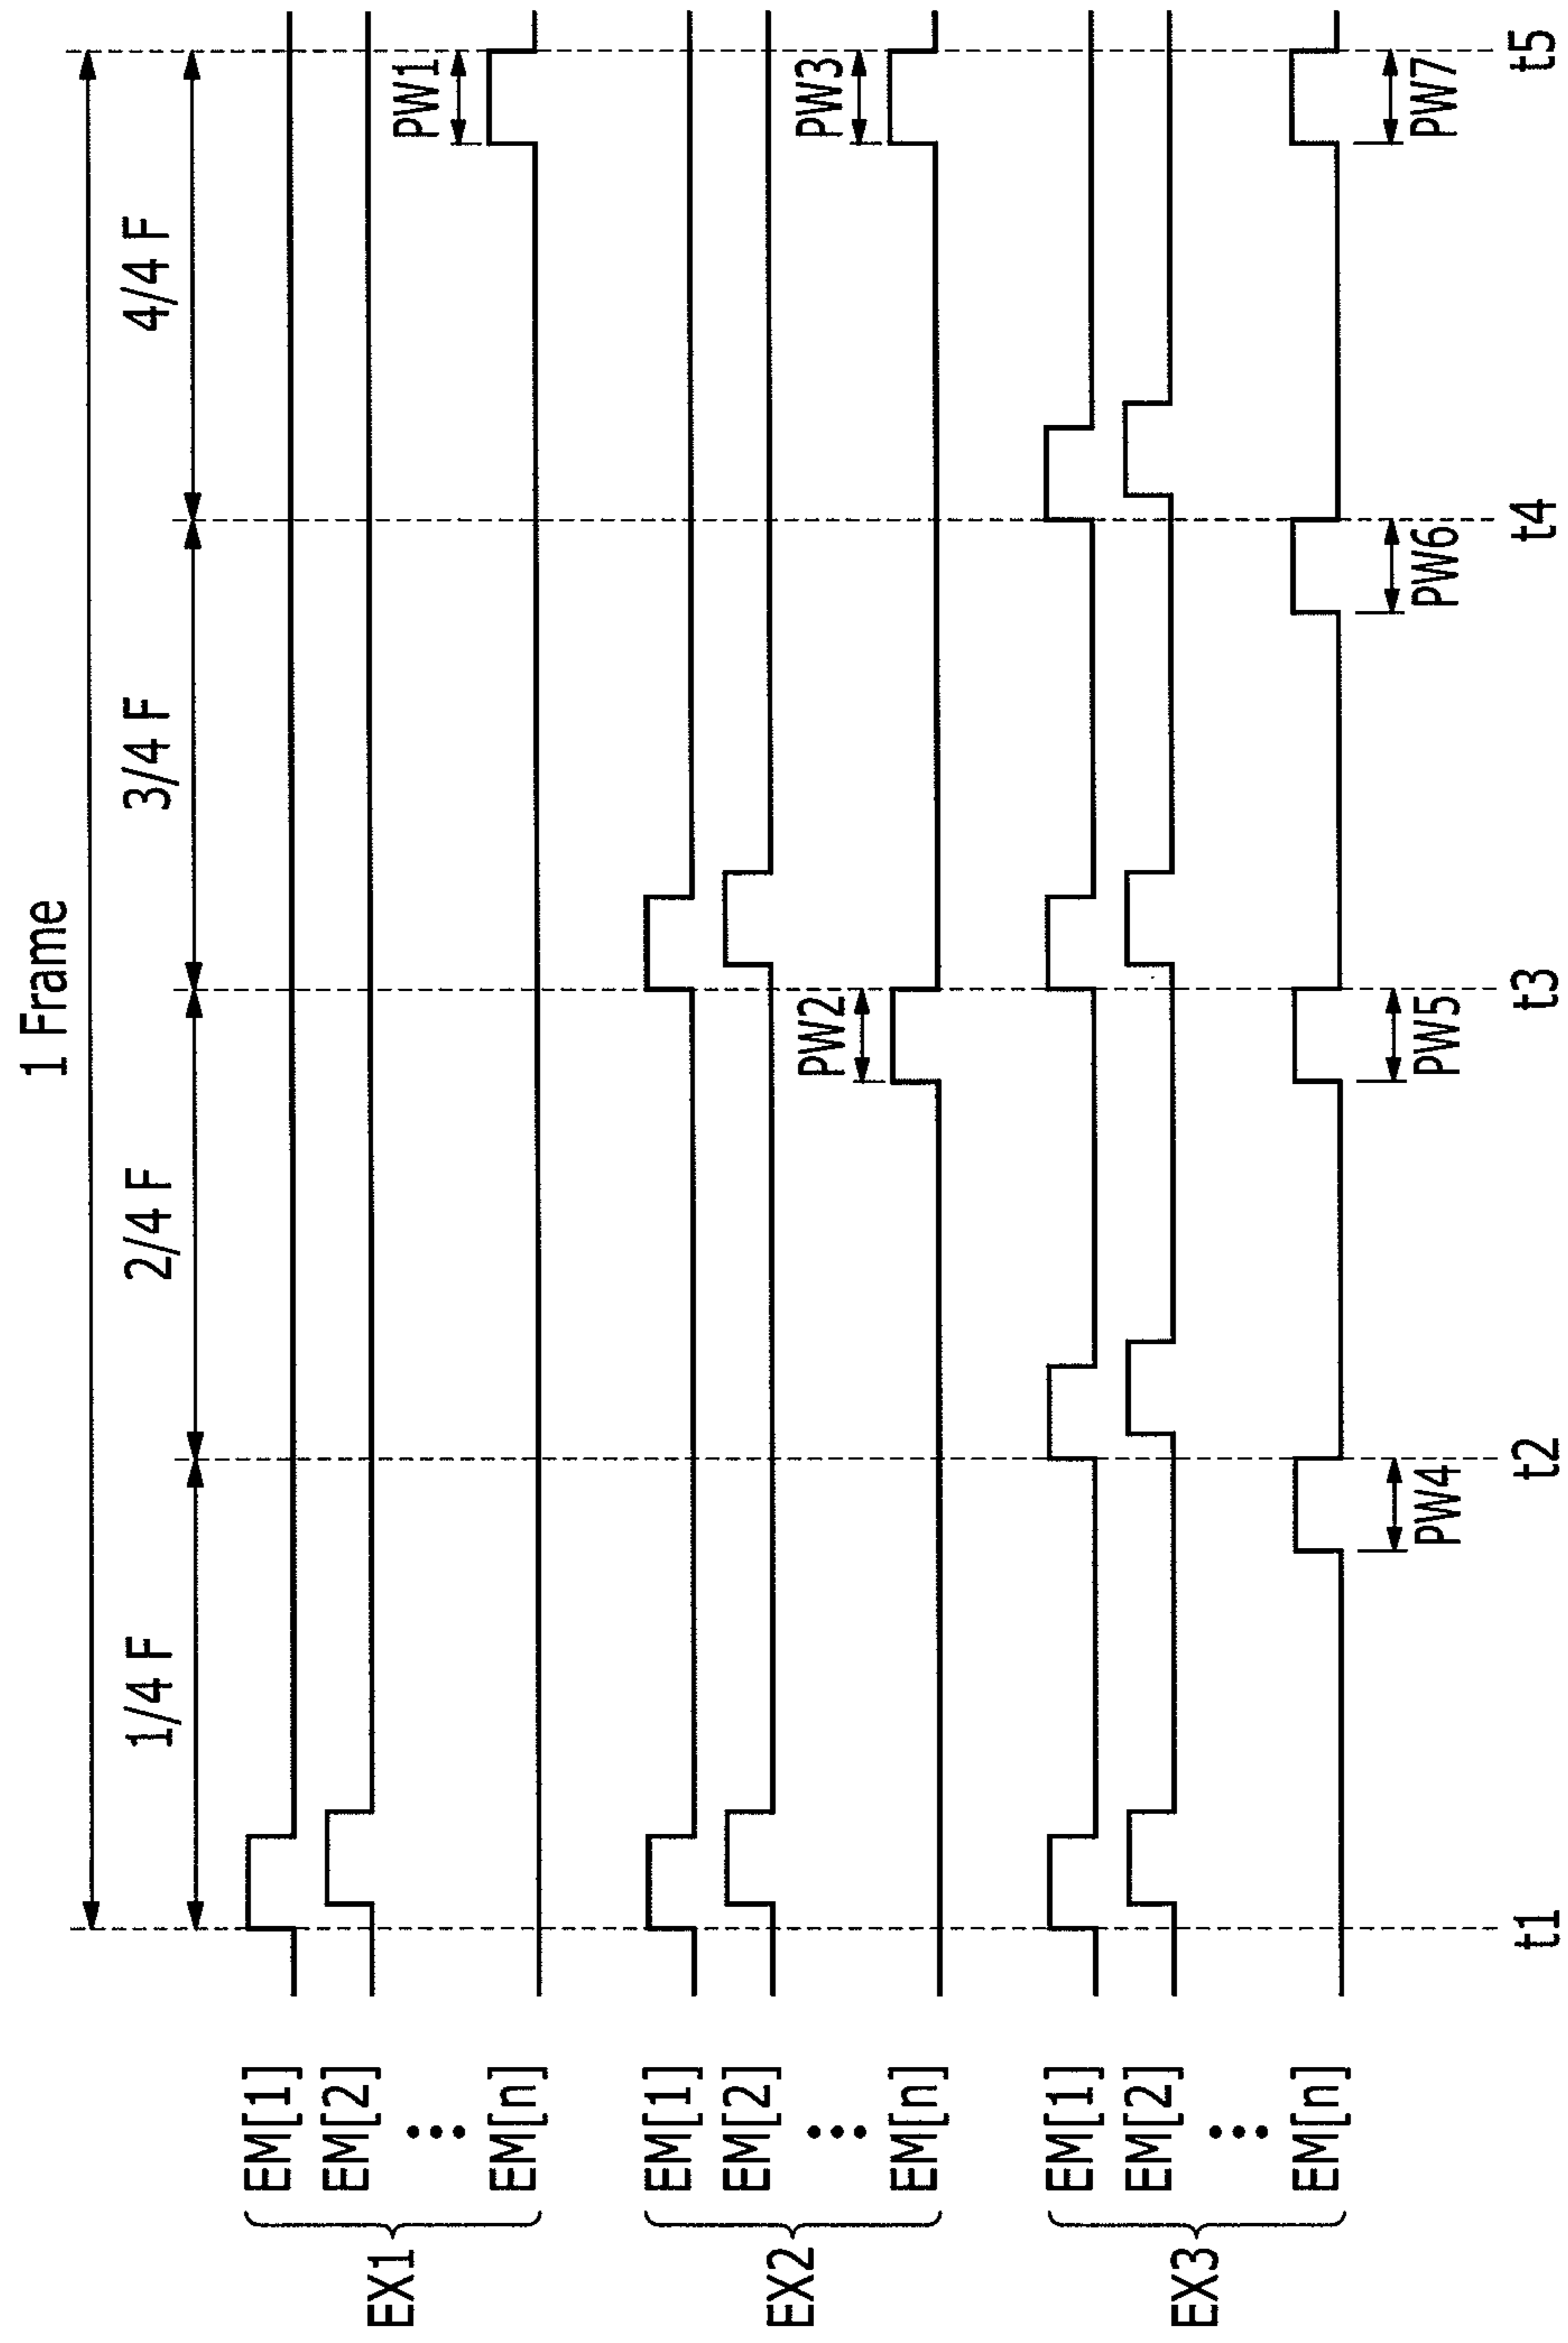 1 Frame
1/4 F
2/4 F
3/4 F
4/4 F
EX1
EM[1]
EM[2]
EM[n]
PW1
EX2
EM[1]
EM[2]
EM[n]
PW2
PW3
EX3
EM[1]
EM[2]
EM[n]
PW4
PW5
PW6
PW7
t1
t2
t3
t4
t5